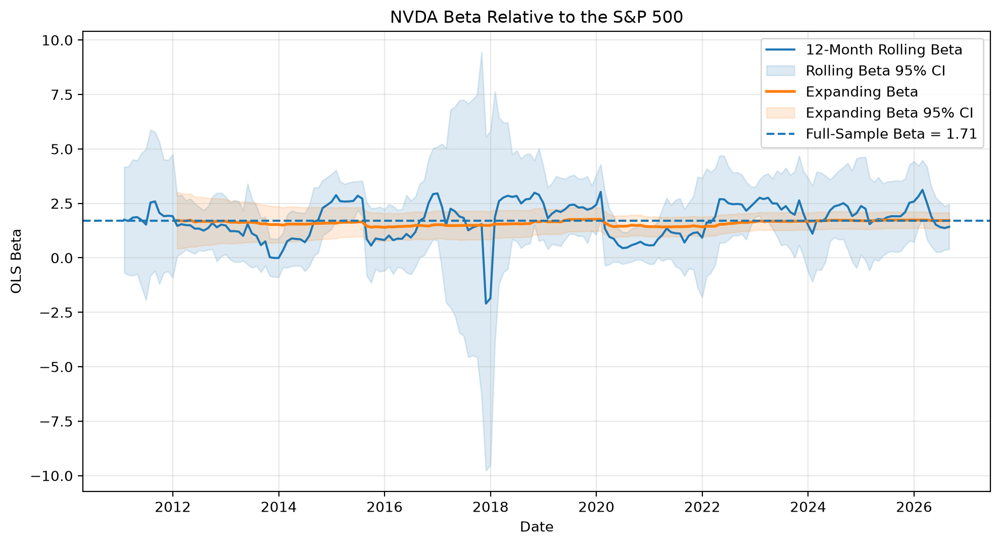 NVDA Beta Relative to the S&P 500
12-Month Rolling Beta
Rolling Beta 95% CI
Expanding Beta
Expanding Beta 95% CI
Full-Sample Beta = 1.71
OLS Beta
10.0
7.5
5.0
2.5
0.0
−2.5
−5.0
−7.5
−10.0
2012
2014
2016
2018
2020
2022
2024
2026
Date